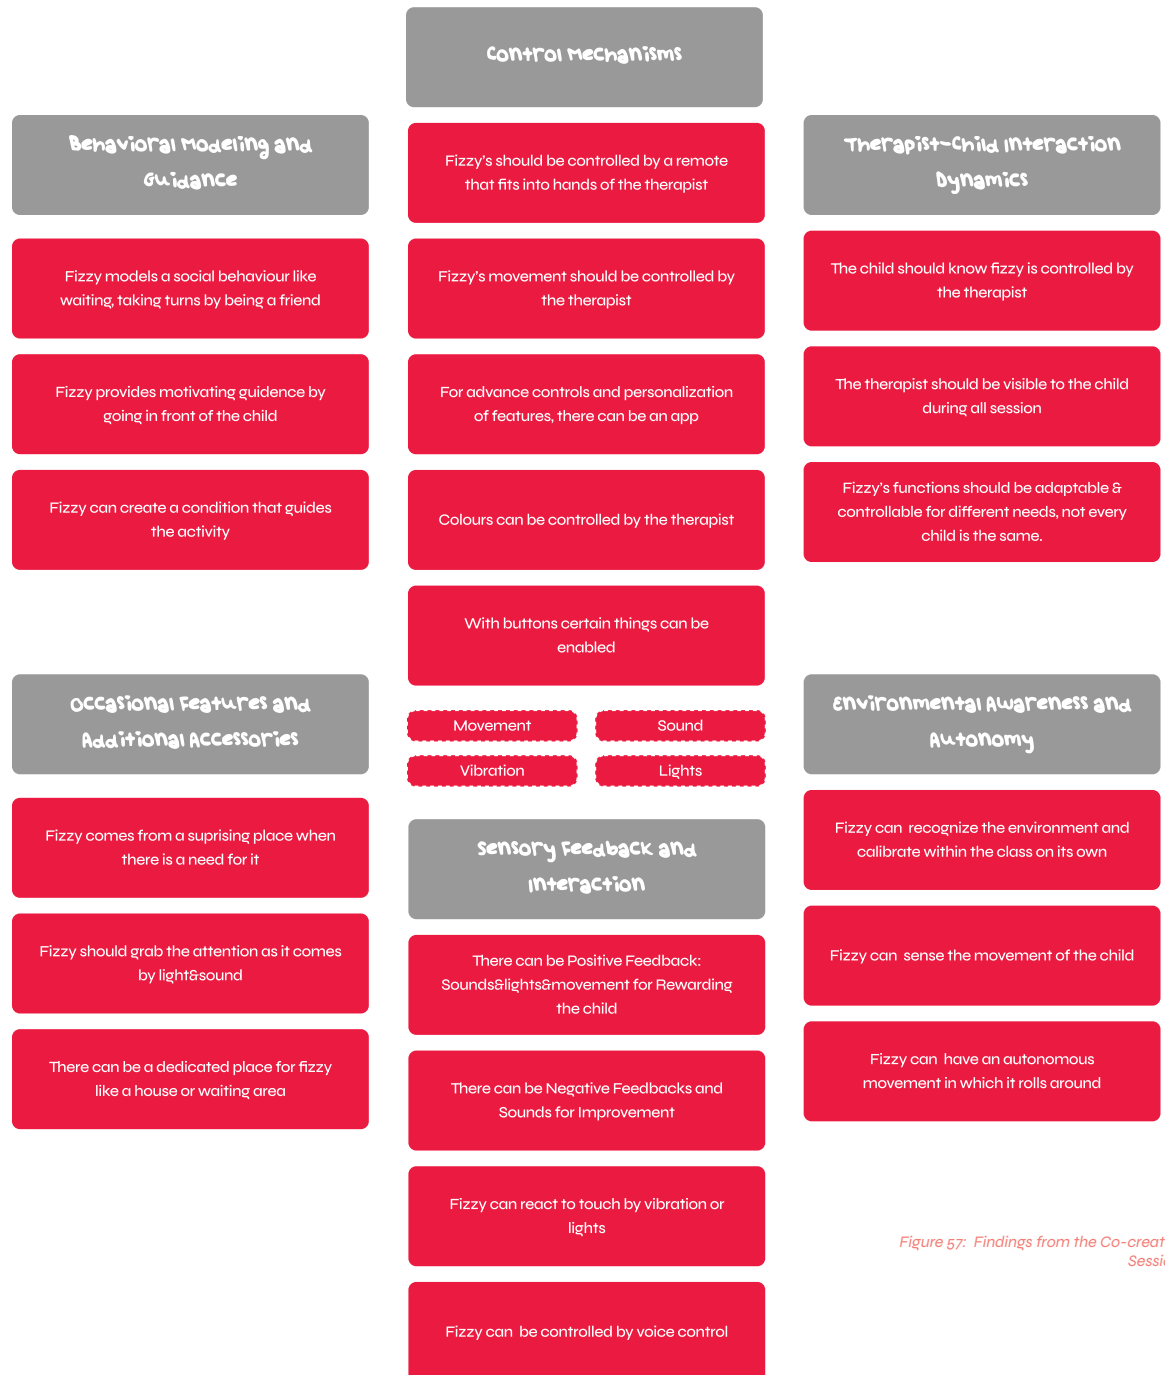 Control Mechanisms
Fizzy's should be controlled by a remote
that fits into hands of the therapist
Fizzy's movement should be controlled by
the therapist
For advance controls and personalization
of features, there can be an app
Colours can be controlled by the therapist
With buttons certain things can be
enabled
Movement
Sound
Vibration
Lights
Behavioral Modeling and
Guidance
Fizzy models a social behaviour like
waiting, taking turns by being a friend
Fizzy provides motivating guidence by
going in front of the child
Fizzy can create a condition that guides
the activity
Therapist-Child Interaction
Dynamics
The child should know fizzy is controlled by
the therapist
The therapist should be visible to the child
during all session
Fizzy's functions should be adaptable &
controllable for different needs, not every
child is the same.
Occasional Features and
Additional Accessories
Fizzy comes from a suprising place when
there is a need for it
Fizzy should grab the attention as it comes
by light&sound
There can be a dedicated place for fizzy
like a house or waiting area
Sensory Feedback and
Interaction
There can be Positive Feedback:
Sounds&lights&movement for Rewarding
the child
There can be Negative Feedbacks and
Sounds for Improvement
Fizzy can react to touch by vibration or
lights
Fizzy can be controlled by voice control
Environmental Awareness and
Autonomy
Fizzy can recognize the environment and
calibrate within the class on its own
Fizzy can sense the movement of the child
Fizzy can have an autonomous
movement in which it rolls around
Figure 57: Findings from the Co-creat
Sessi